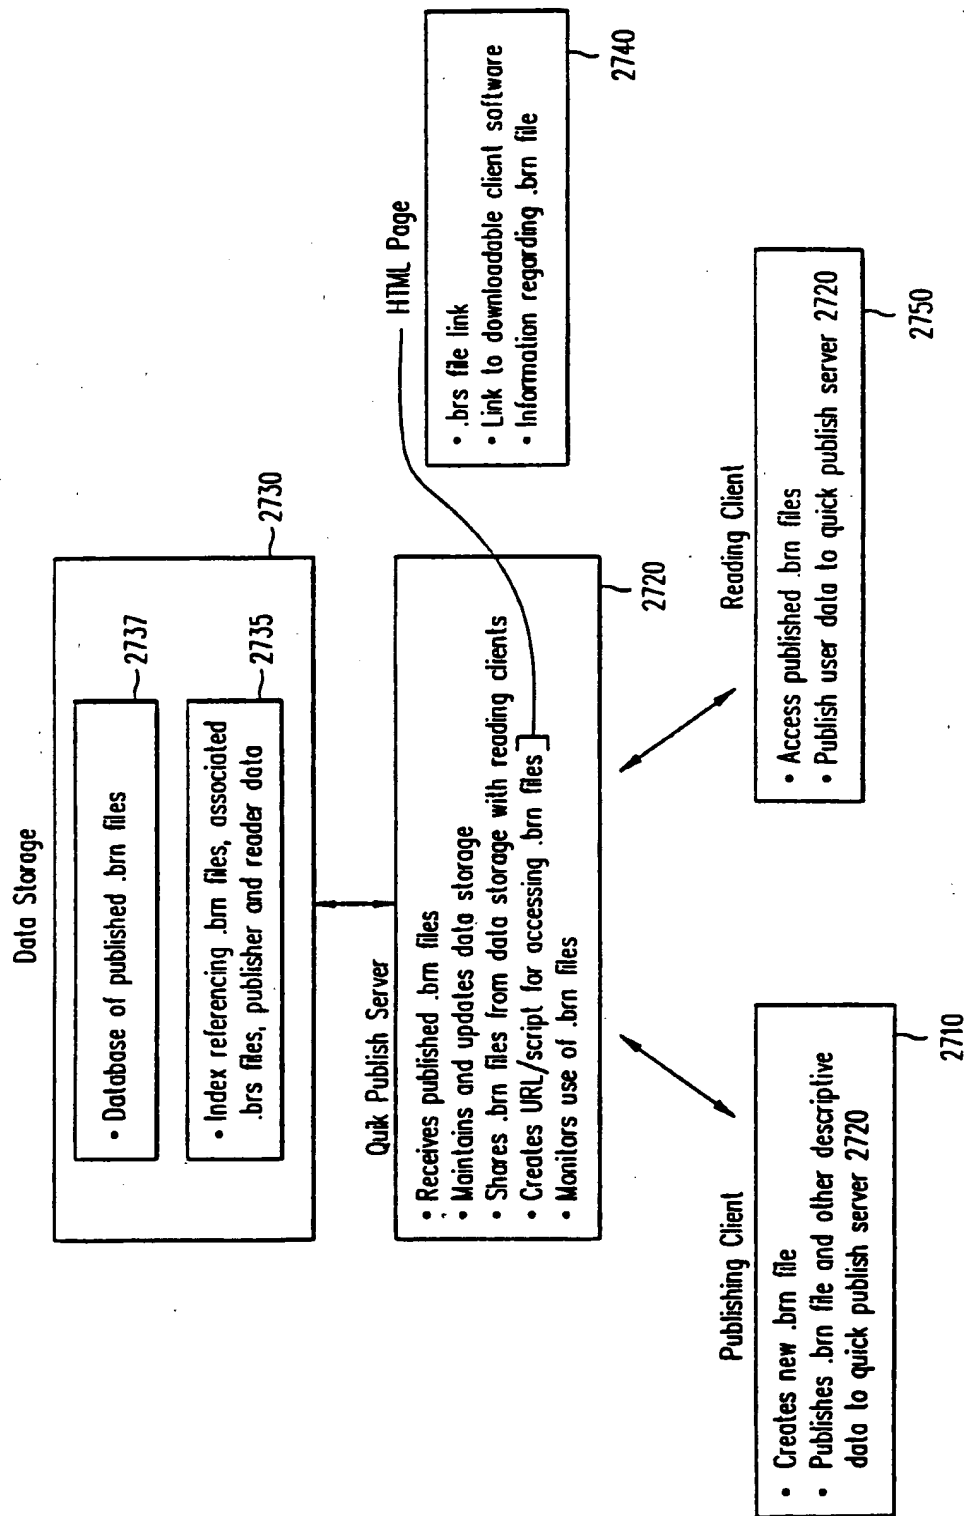 Data Storage
• Database of published .brn files
2737
• Index referencing .brn files, associated
.brs files, publisher and reader data
2735
2730
Quik Publish Server
• Receives published .brn files
• Maintains and updates data storage
• Shares .brn files from data storage with reading clients
• Creates URL/script for accessing .brn files
• Monitors use of .brn files
2720
HTML Page
• .brs file link
• Link to downloadable client software
• Information regarding .brn file
2740
Publishing Client
• Creates new .brn file
• Publishes .brn file and other descriptive
data to quick publish server 2720
2710
Reading Client
• Access published .brn files
• Publish user data to quick publish server 2720
2750